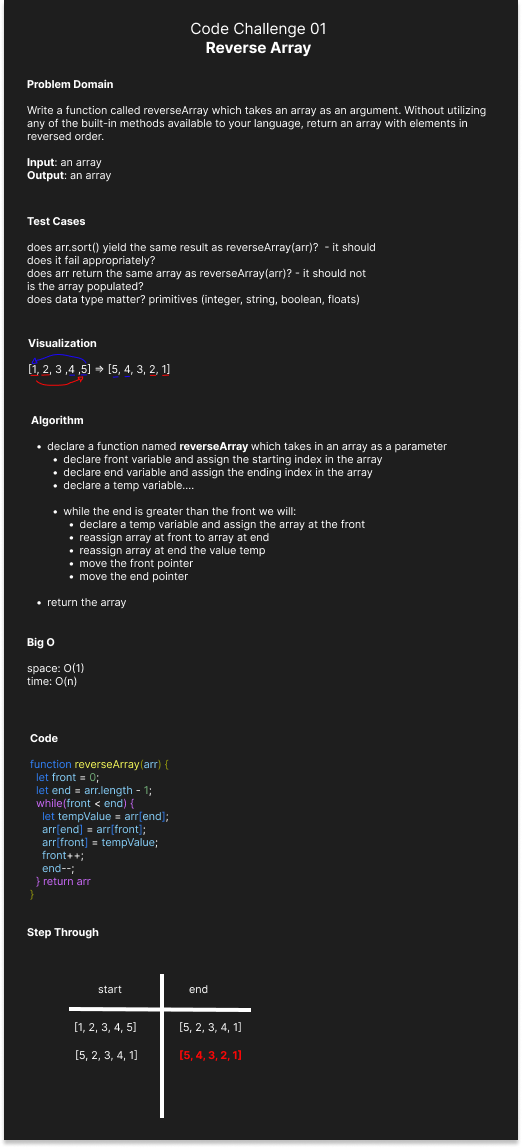 Code Challenge 01
Reverse Array
Problem Domain
Write a function called reverseArray which takes an array as an argument. Without utilizing
any of the built-in methods available to your language, return an array with elements in
reversed order.
Input: an array
Output: an array
Test Cases
does arr.sort() yield the same result as reverseArray(arr)?  - it should
does it fail appropriately?
does arr return the same array as reverseArray(arr)? - it should not
is the array populated?
does data type matter? primitives (integer, string, boolean, floats)
Visualization
[1, 2, 3 ,4 ,5] => [5, 4, 3, 2, 1]
Algorithm
• declare a function named reverseArray which takes in an array as a parameter
• declare front variable and assign the starting index in the array
• declare end variable and assign the ending index in the array
• declare a temp variable....
• while the end is greater than the front we will:
• declare a temp variable and assign the array at the front
• reassign array at front to array at end
• reassign array at end the value temp
• move the front pointer
• move the end pointer
• return the array
Big O
space: O(1)
time: O(n)
Code
function reverseArray(arr) {
let front = 0;
let end = arr.length - 1;
while(front < end) {
let tempValue = arr[end];
arr[end] = arr[front];
arr[front] = tempValue;
front++;
end--;
} return arr
}
Step Through
start end
[1, 2, 3, 4, 5] [5, 2, 3, 4, 1]
[5, 2, 3, 4, 1] [5, 4, 3, 2, 1]